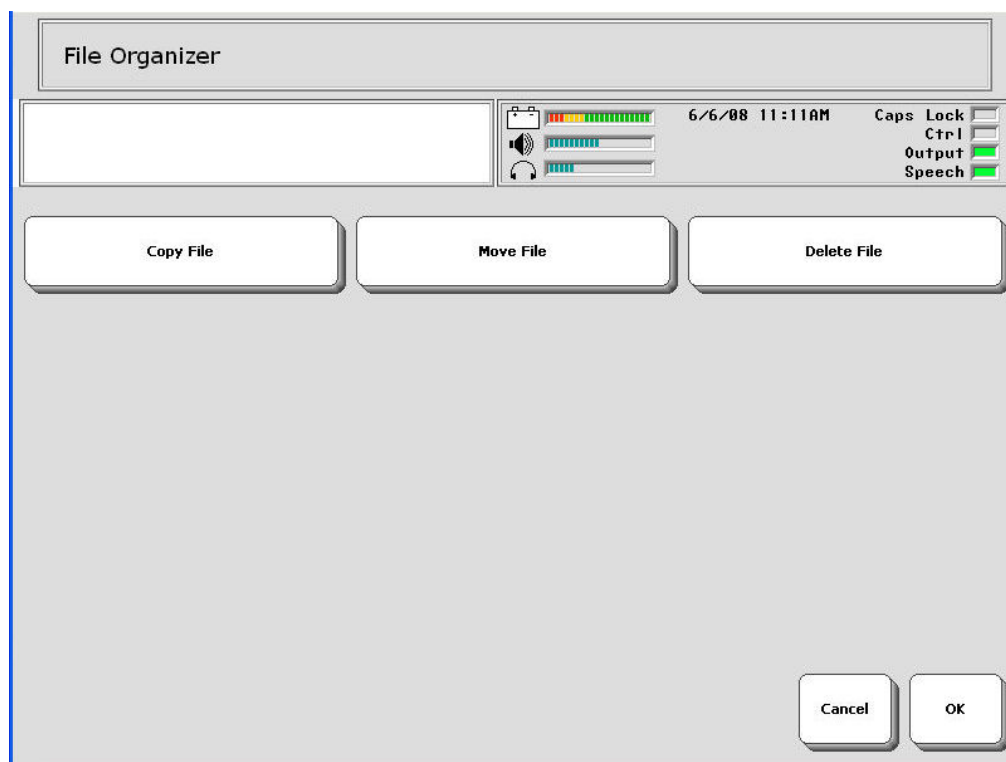 File Organizer
6/6/08 11:11AM
Caps Lock
Ctrl
Output
Speech
Copy File
Move File
Delete File
Cancel
OK